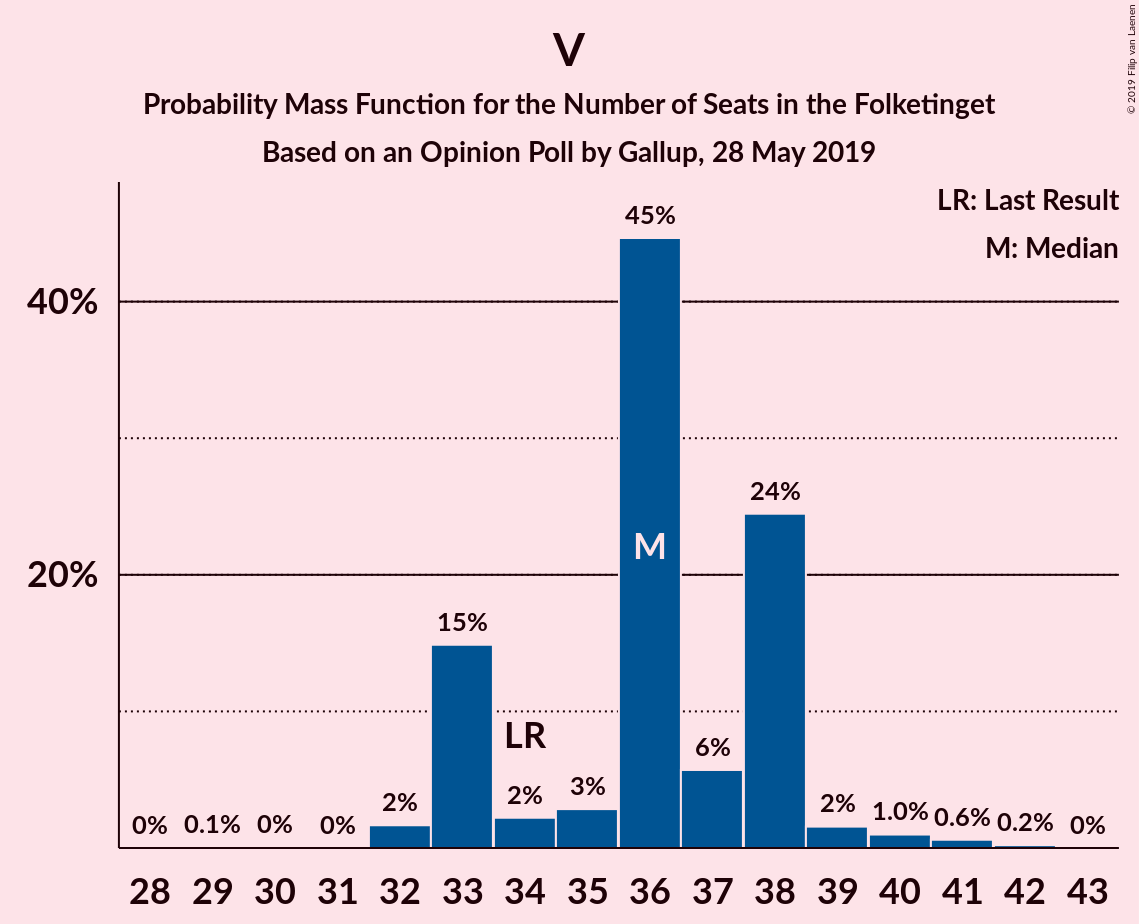 V
Probability Mass Function for the Number of Seats in the Folketinget
Based on an Opinion Poll by Gallup, 28 May 2019
© 2019 Filip van Laenen
LR: Last Result
M: Median
45%
40%
24%
M
20%
15%
LR
6%
3%
2%
2%
2%
1.0%
0.6%
0.2%
0%
0.1%
0%
0%
0%
28 29 30 31 32 33 34 35 36 37 38 39 40 41 42 43